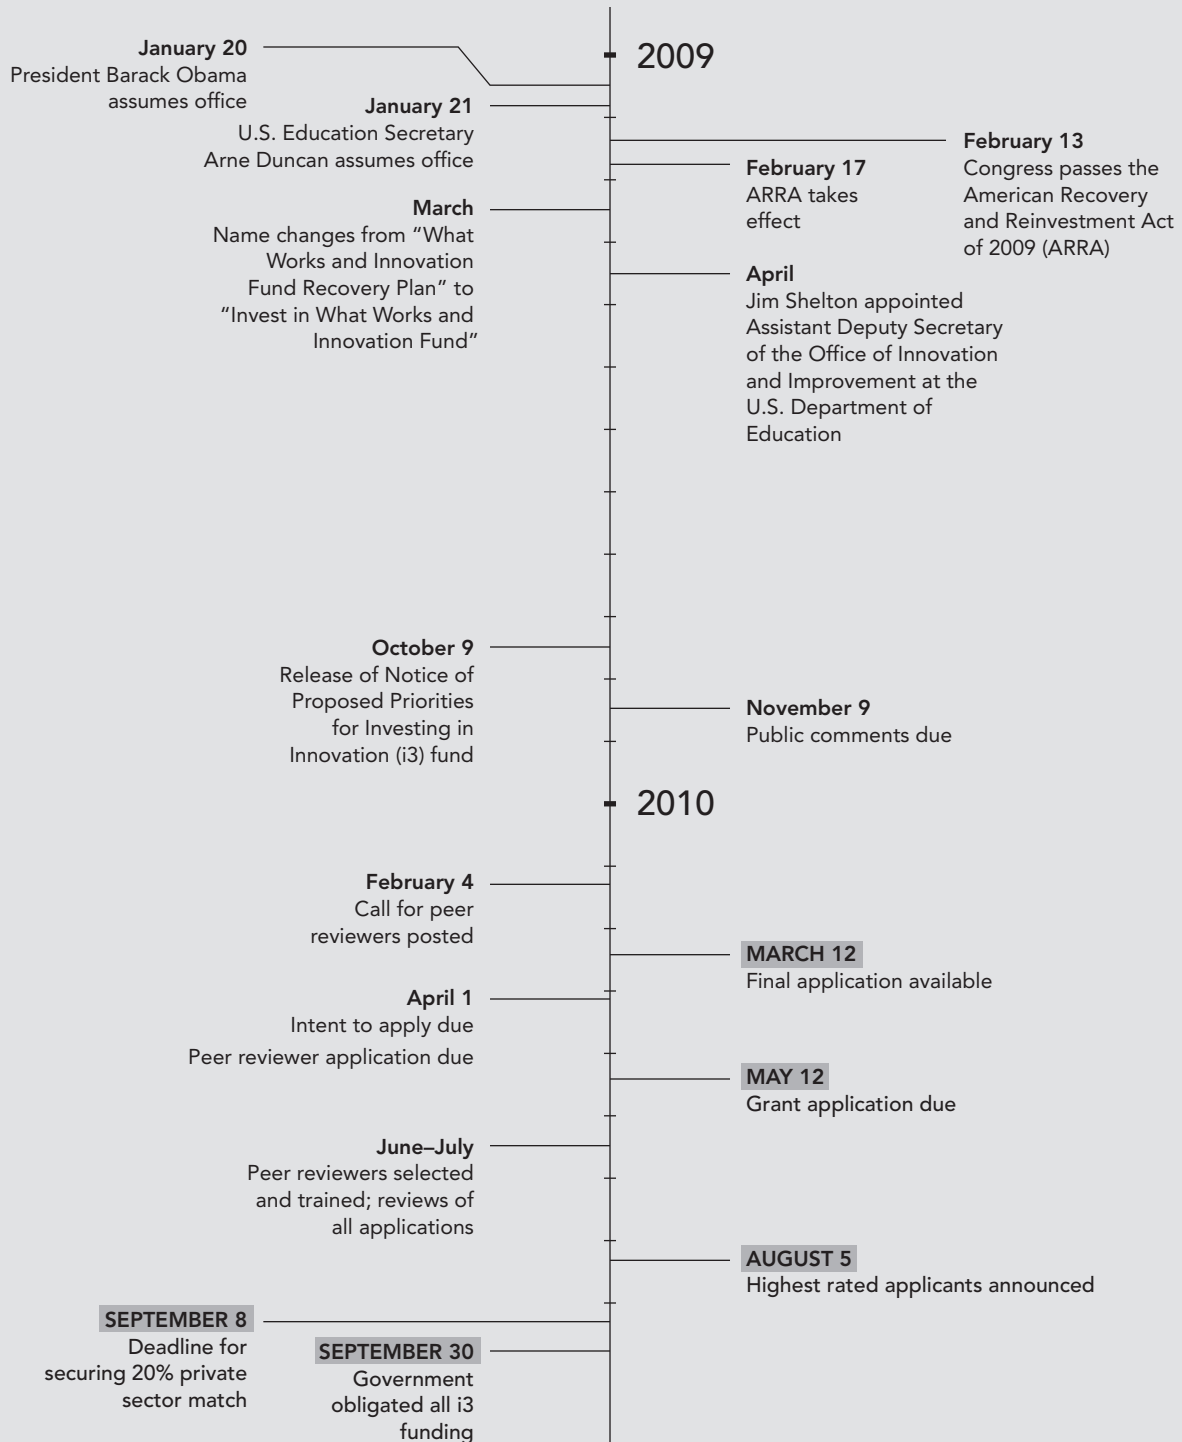 2009
January 20
President Barack Obama
assumes office
January 21
U.S. Education Secretary
Arne Duncan assumes office
February 13
Congress passes the
American Recovery
and Reinvestment Act
of 2009 (ARRA)
February 17
ARRA takes
effect
March
Name changes from “What
Works and Innovation
Fund Recovery Plan” to
“Invest in What Works and
Innovation Fund”
April
Jim Shelton appointed
Assistant Deputy Secretary
of the Office of Innovation
and Improvement at the
U.S. Department of
Education
October 9
Release of Notice of
Proposed Priorities
for Investing in
Innovation (i3) fund
November 9
Public comments due
2010
February 4
Call for peer
reviewers posted
MARCH 12
Final application available
April 1
Intent to apply due
Peer reviewer application due
MAY 12
Grant application due
June–July
Peer reviewers selected
and trained; reviews of
all applications
AUGUST 5
Highest rated applicants announced
SEPTEMBER 8
Deadline for
securing 20% private
sector match
SEPTEMBER 30
Government
obligated all i3
funding